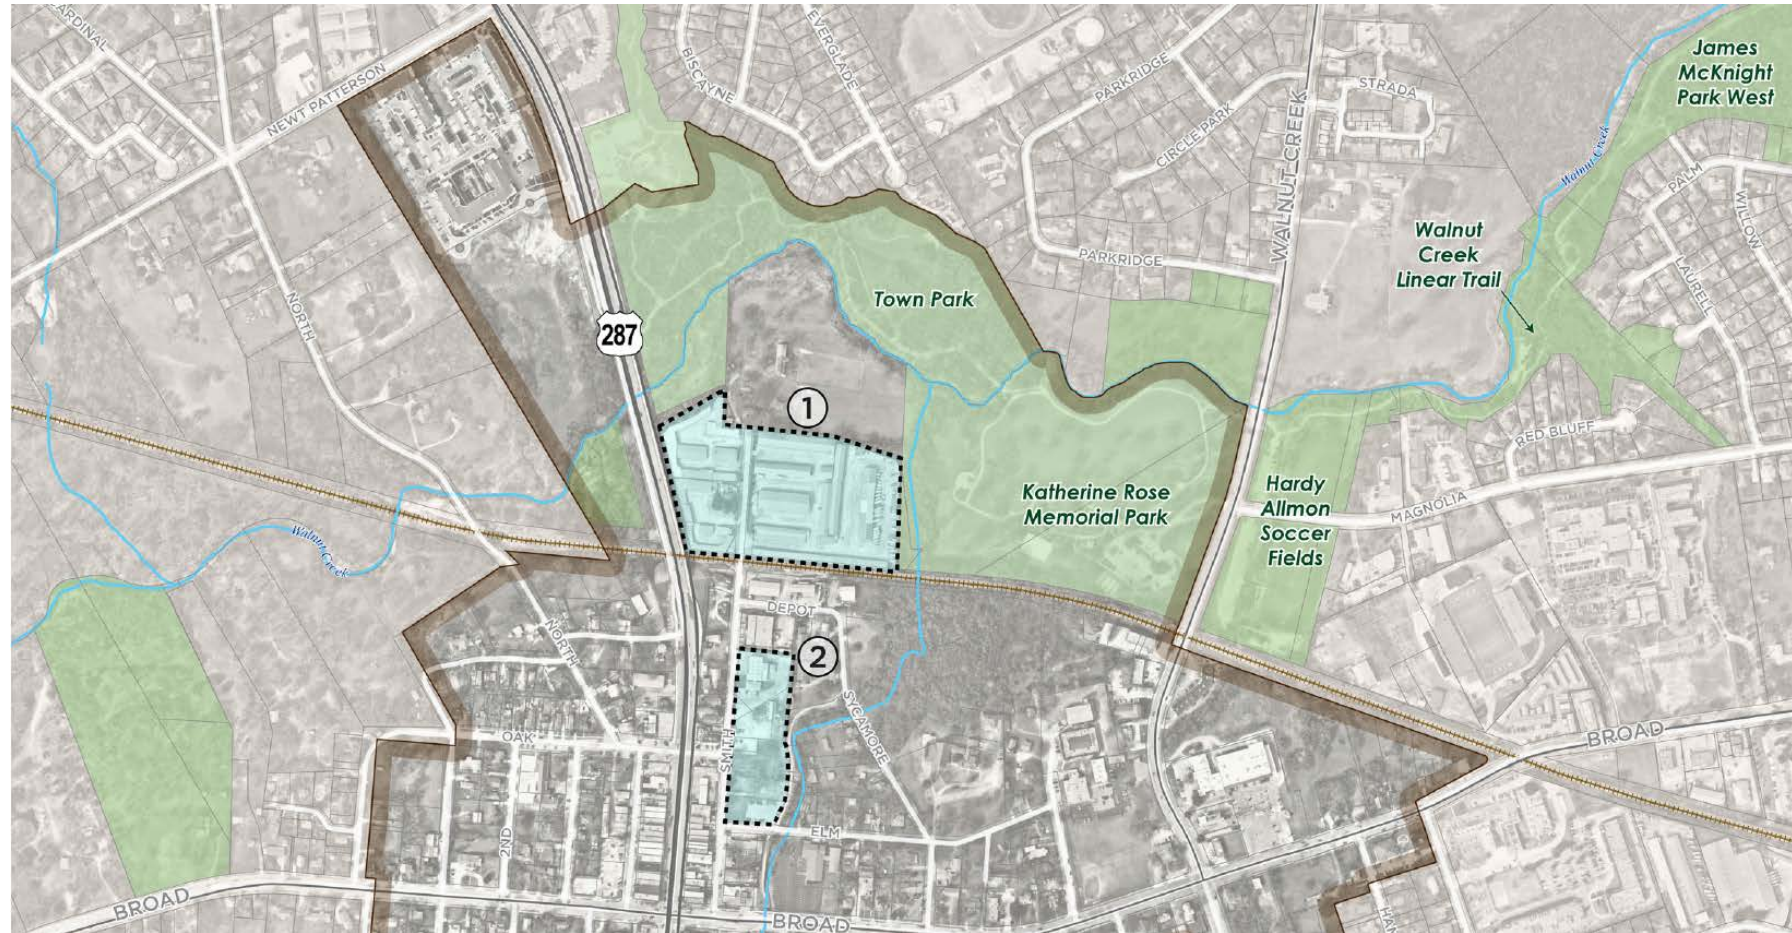 CARDINAL
NEWT PATTERSON
BISCAYNE
EVERGLADE
PARKRIDGE
CIRCLE PARK
STRADA
James
McKnight
Park West
Walnut Creek
WALNUT CREEK
PALM
WILLOW
LAURELL
Walnut
Creek
Linear Trail
PARKRIDGE
NORTH
287
Town Park
1
RED BLUFF
MAGNOLIA
Katherine Rose
Memorial Park
Hardy
Allmon
Soccer
Fields
Walnut Creek
DEPOT
NORTH
2
SYCAMORE
OAK
SMITH
BROAD
2ND
ELM
BROAD
BROAD